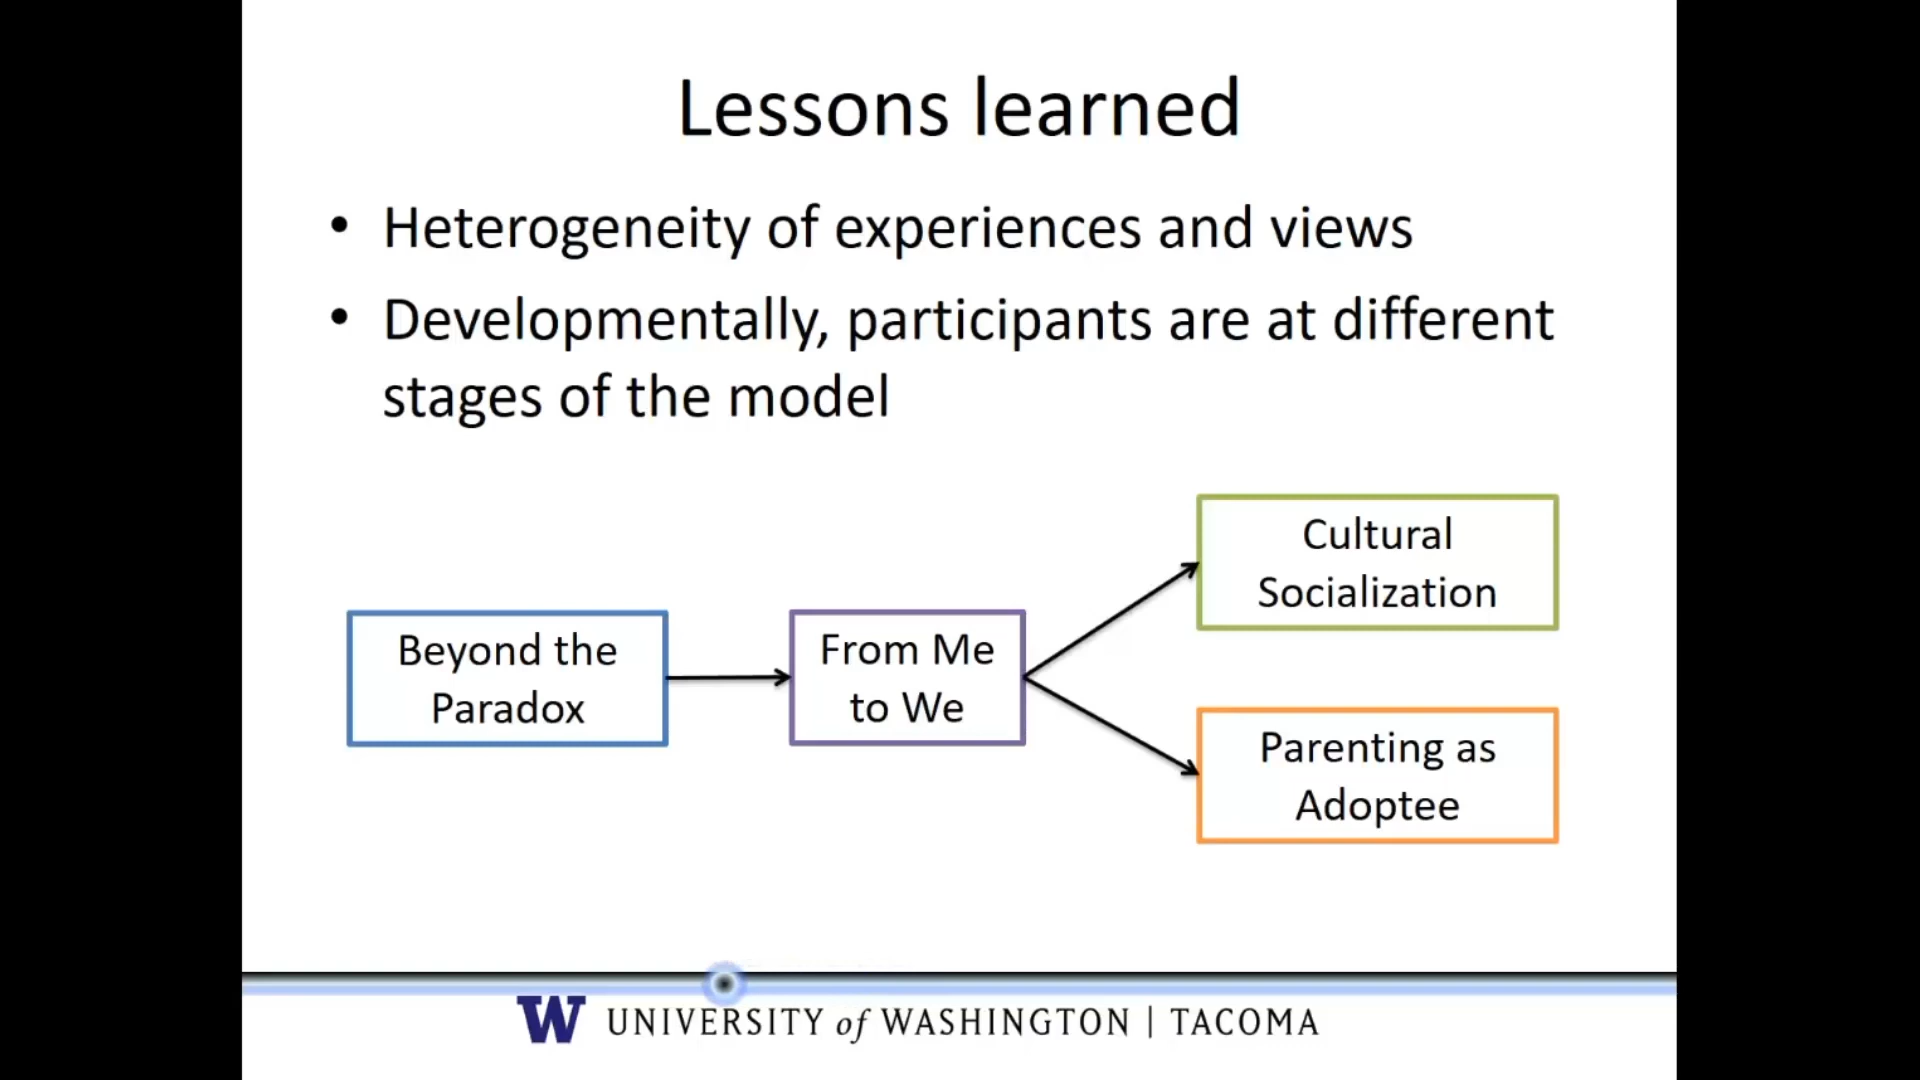 Lessons learned
• Heterogeneity of experiences and views
• Developmentally, participants are at different
stages of the model
Cultural
Socialization
Beyond the
Paradox
From Me
to We
Parenting as
Adoptee
W UNIVERSITY of WASHINGTON | TACOMA